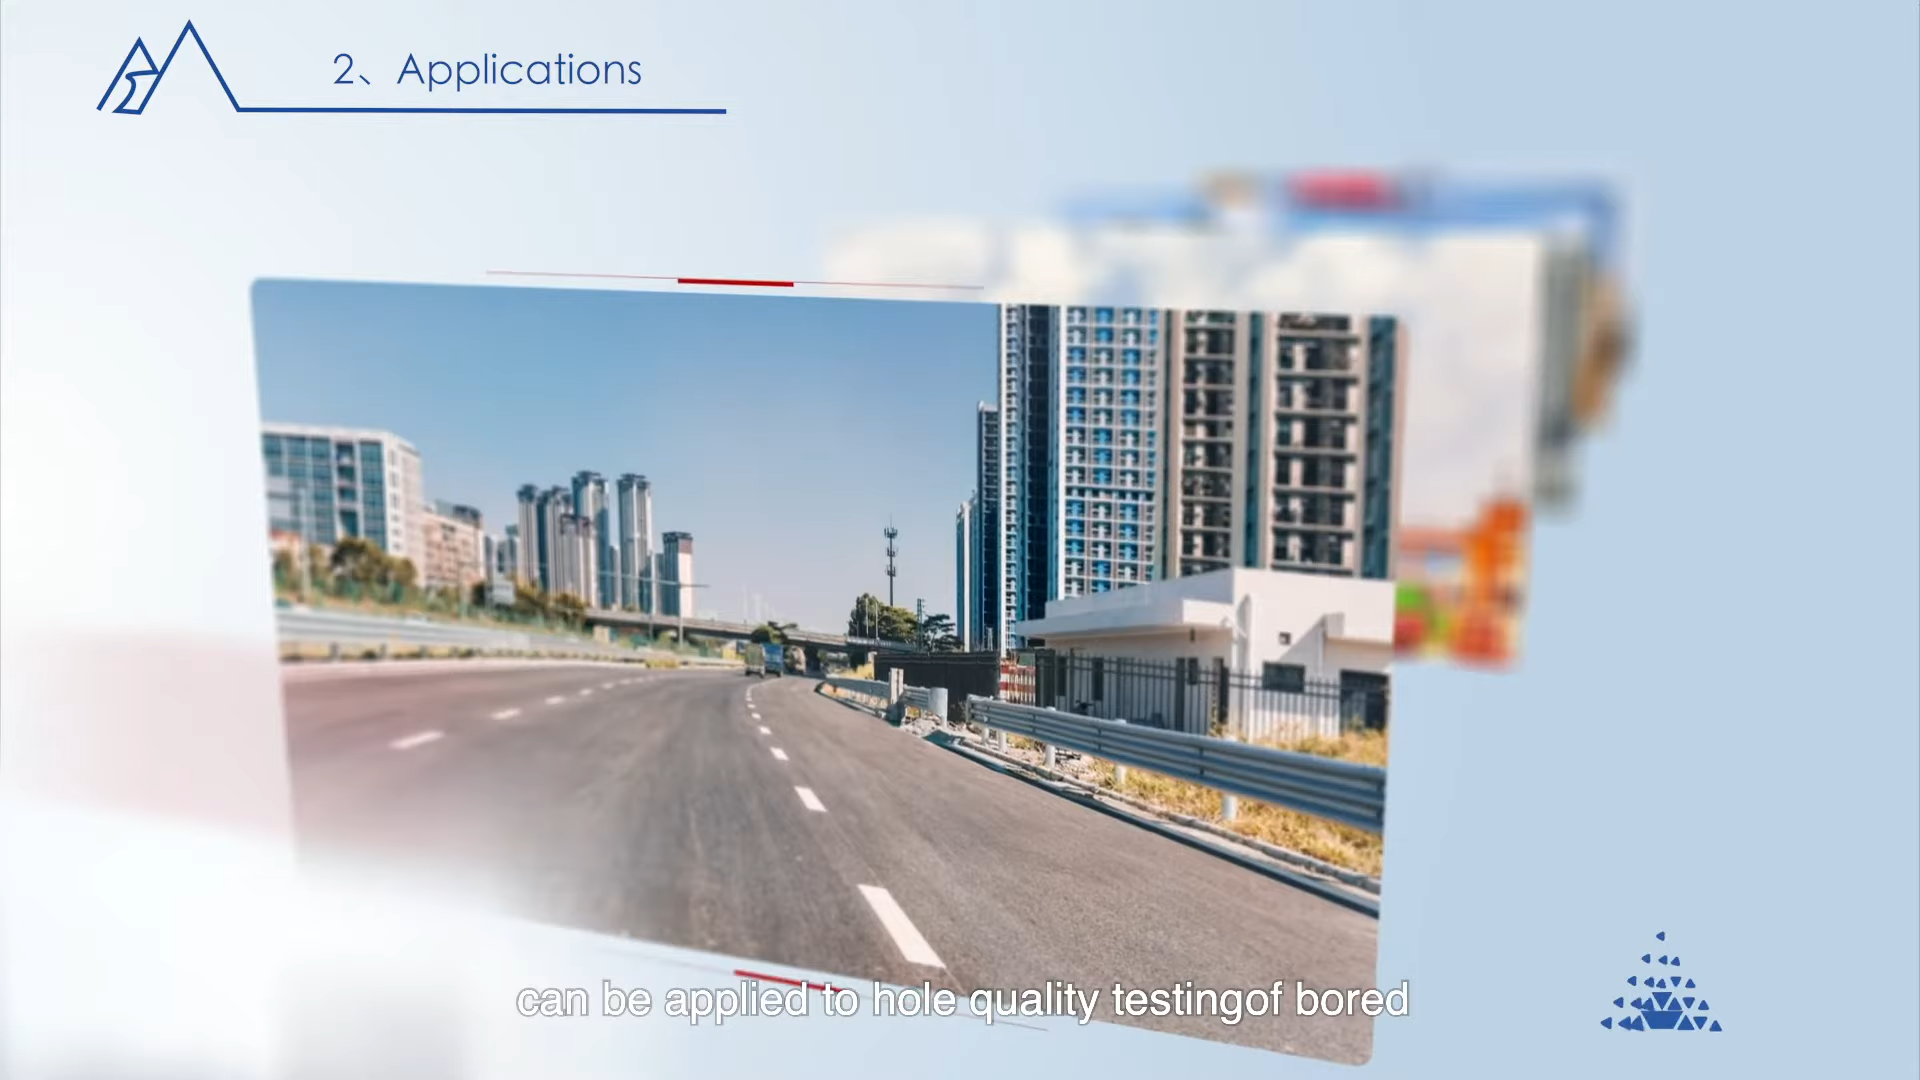 2、Applications
can be applied to hole quality testingof bored